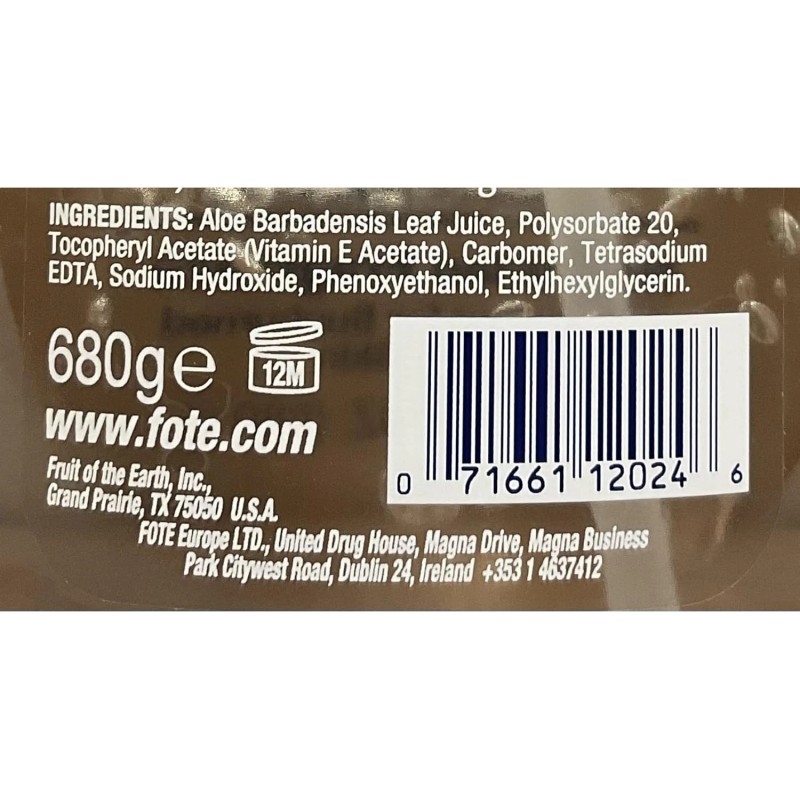 INGREDIENTS: Aloe Barbadensis Leaf Juice, Polysorbate 20,
Tocopheryl Acetate (Vitamin E Acetate), Carbomer, Tetrasodium
EDTA, Sodium Hydroxide, Phenoxyethanol, Ethylhexylglycerin.
680g e 12M
www.fote.com
0 71661 12024 6
Fruit of the Earth, Inc.,
Grand Prairie, TX 75050 U.S.A.
FOTE Europe LTD., United Drug House, Magna Drive, Magna Business
Park Citywest Road, Dublin 24, Ireland +353 1 4637412